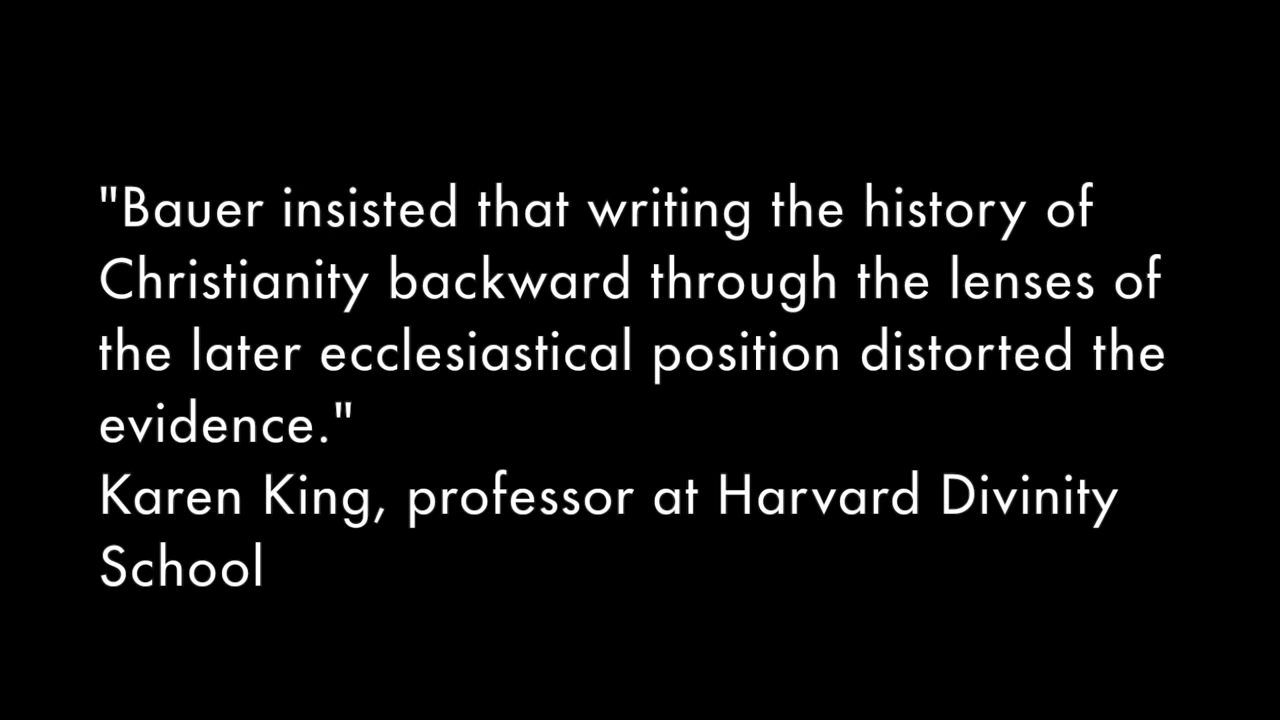 "Bauer insisted that writing the history of
Christianity backward through the lenses of
the later ecclesiastical position distorted the
evidence."
Karen King, professor at Harvard Divinity
School